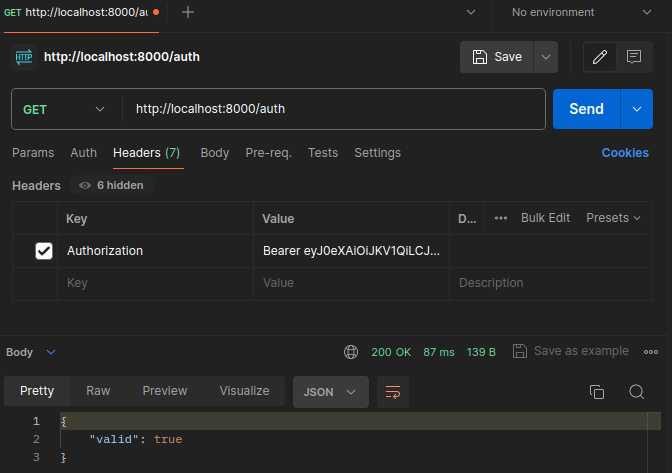 GET http://localhost:8000/au
No environment
HTTP http://localhost:8000/auth
Save
GET http://localhost:8000/auth
Send
Params Auth Headers (7) Body Pre-req. Tests Settings Cookies
Headers 6 hidden
Key Value D... Bulk Edit Presets
Authorization Bearer eyJ0eXAiOiJKV1QiLCJ...
Key Value Description
Body 200 OK 87 ms 139 B Save as example
Pretty Raw Preview Visualize JSON
1 {
2 "valid": true
3 }